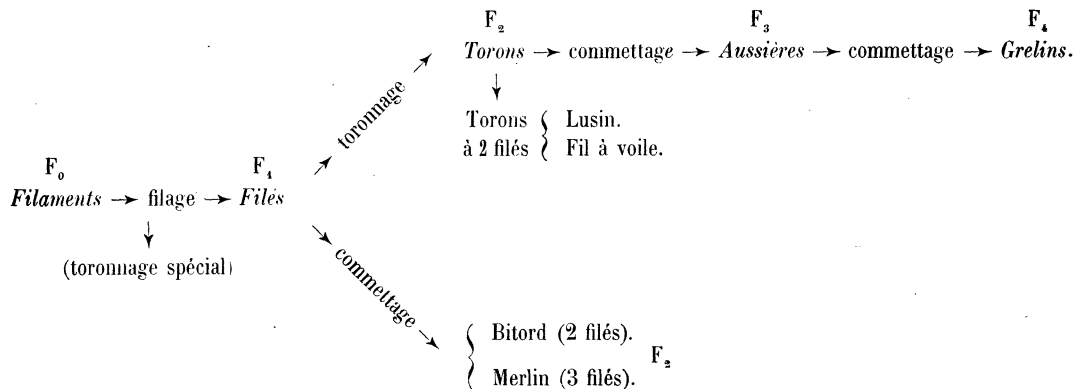 F₂ F₃ F₄
Torons → commettage → Aussières → commettage → Grelins.
toronnage
↓
Torons à 2 filés { Lusin. Fil à voile.
F₀ F₁
Filaments → filage → Filés
↓
(toronnage spécial)
commettage
{ Bitord (2 filés).
Merlin (3 filés). F₂